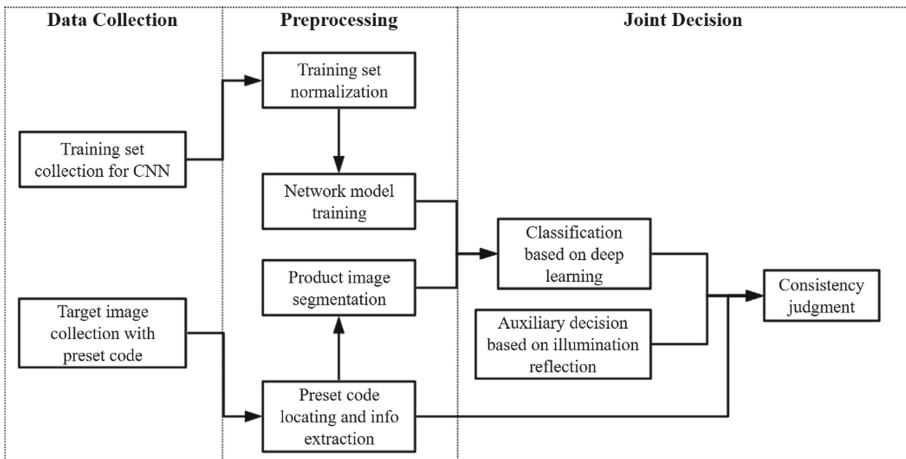 Data Collection
Preprocessing
Joint Decision
Training set
normalization
Training set
collection for CNN
Network model
training
Classification
based on deep
learning
Product image
segmentation
Consistency
judgment
Target image
collection with
preset code
Auxiliary decision
based on illumination
reflection
Preset code
locating and info
extraction